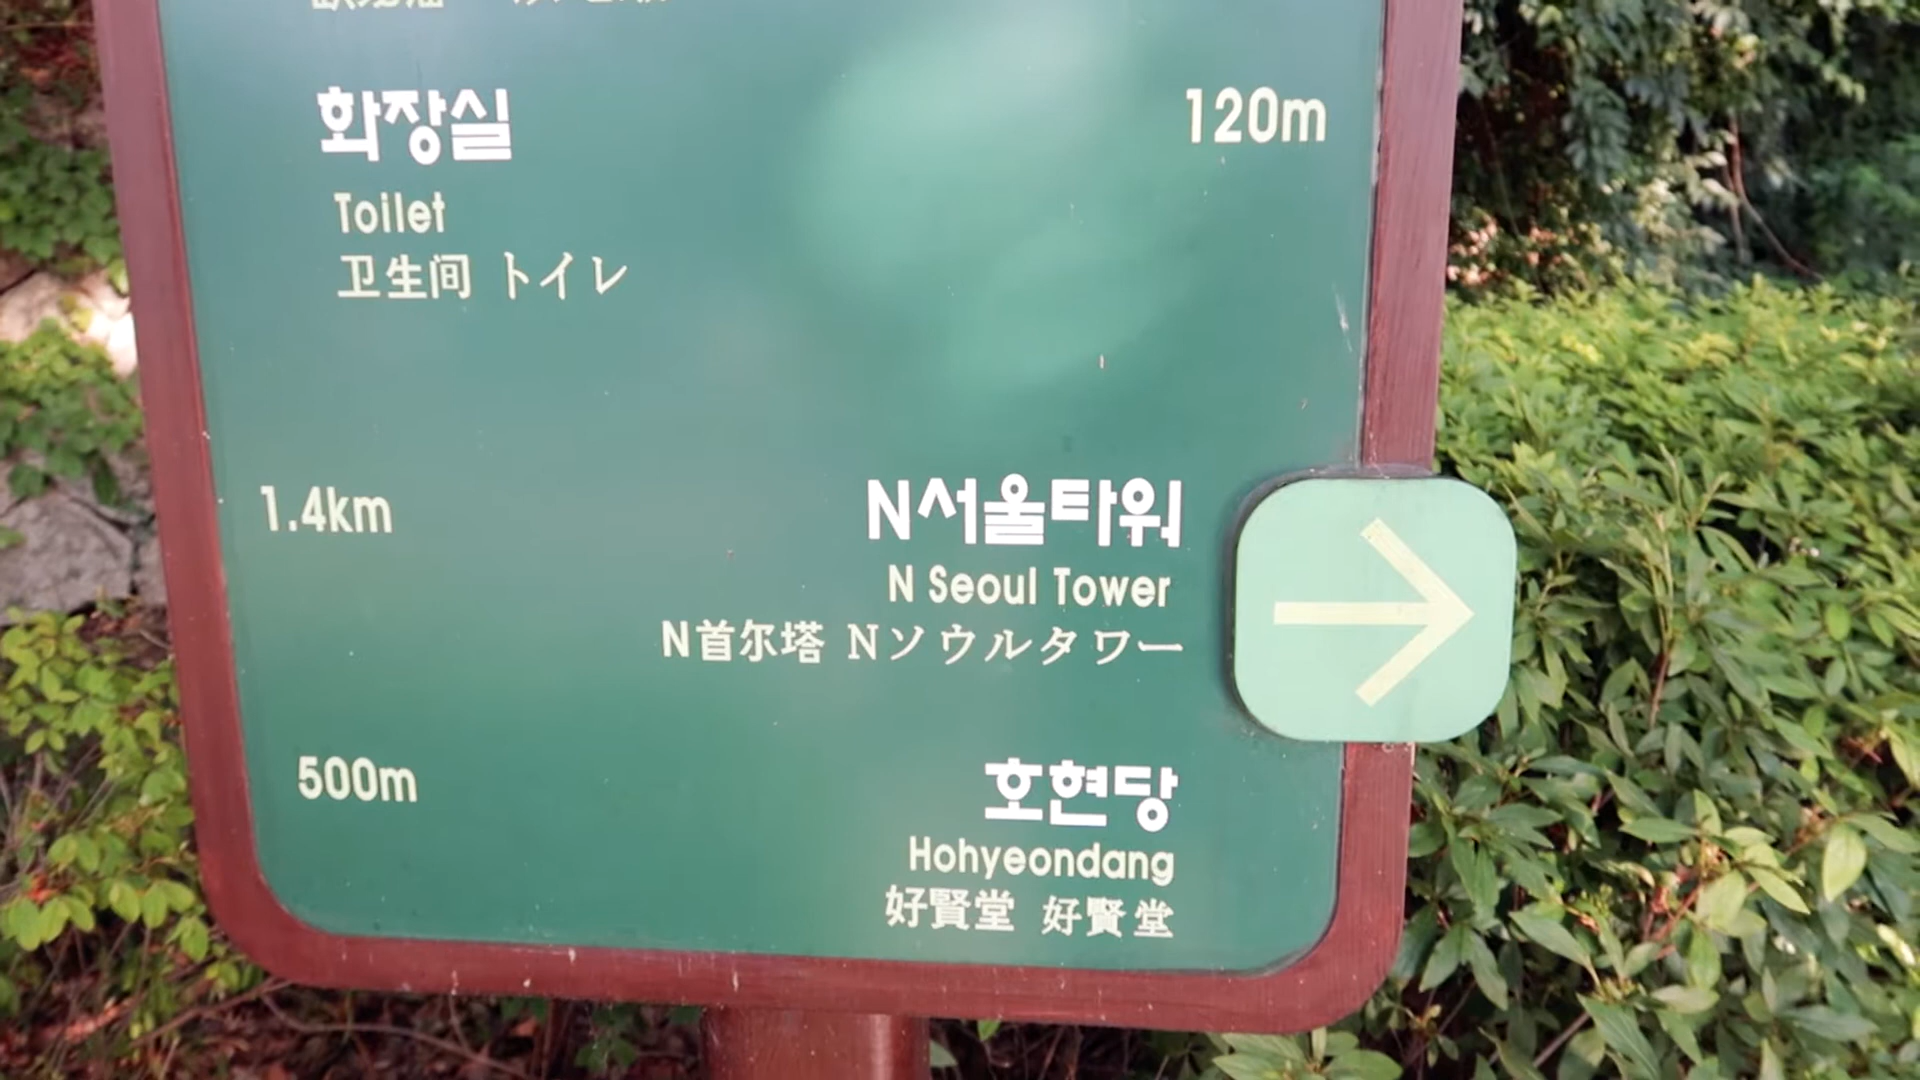 화장실 120m
Toilet
卫生间 トイレ
1.4km N서울타워
N Seoul Tower
N首尔塔 Nソウルタワー
500m 호현당
Hohyeondang
好賢堂 好賢堂